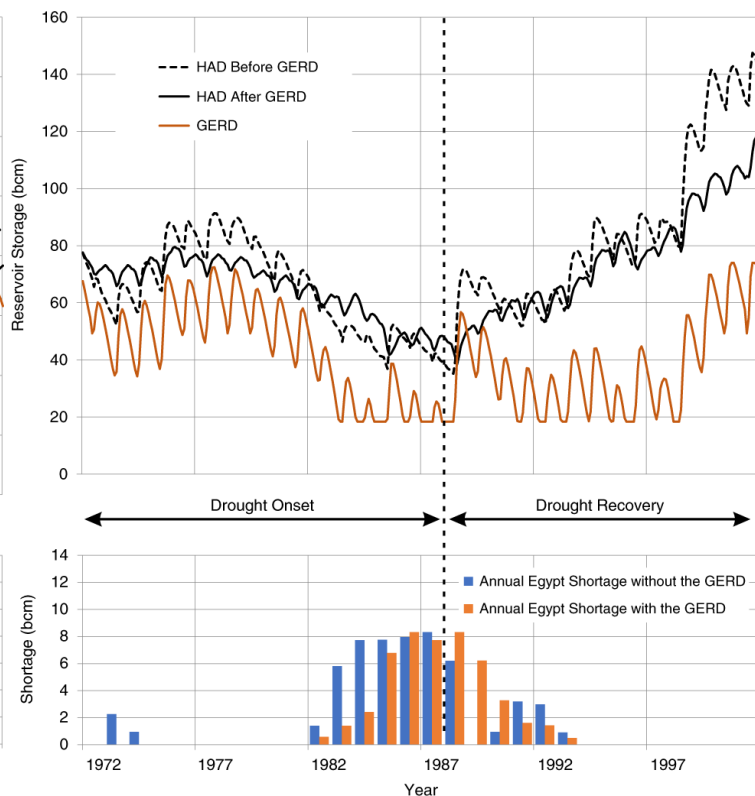 160
140
120
100
80
60
40
20
0
Reservoir Storage (bcm)
HAD Before GERD
HAD After GERD
GERD
Drought Onset
Drought Recovery
14
12
10
8
6
4
2
0
Shortage (bcm)
Annual Egypt Shortage without the GERD
Annual Egypt Shortage with the GERD
1972 1977 1982 1987 1992 1997
Year